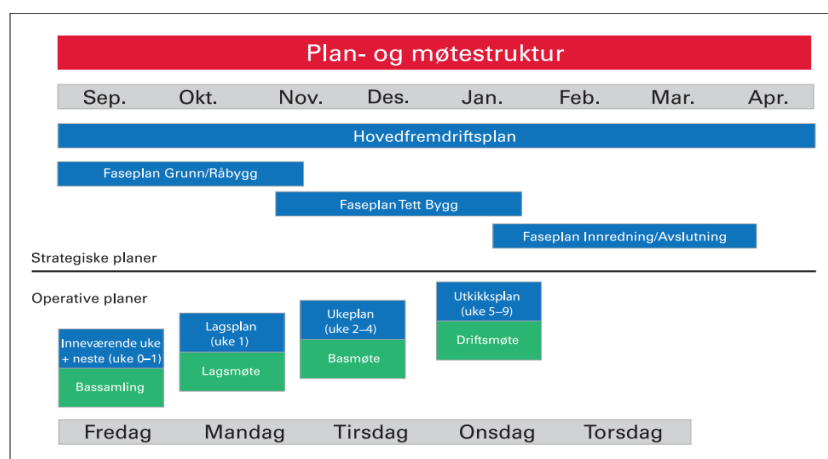 Plan- og møtestruktur
Sep. Okt. Nov. Des. Jan. Feb. Mar. Apr.
Hovedfremdriftsplan
Faseplan Grunn/Råbygg
Faseplan Tett Bygg
Faseplan Innredning/Avslutning
Strategiske planer
Operative planer
Inneværende uke
+ neste (uke 0–1)
Bassamling
Lagsplan
(uke 1)
Lagsmøte
Ukeplan
(uke 2–4)
Basmøte
Utkikksplan
(uke 5–9)
Driftsmøte
Fredag Mandag Tirsdag Onsdag Torsdag